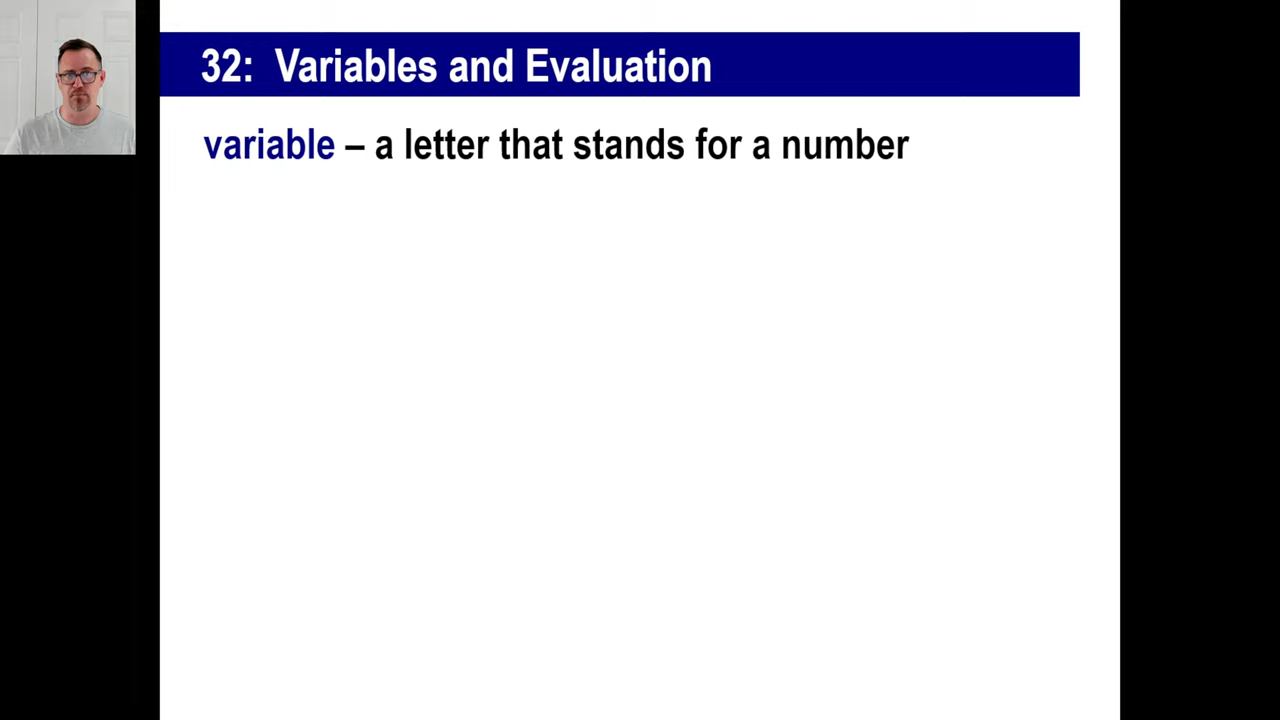 32: Variables and Evaluation
variable – a letter that stands for a number